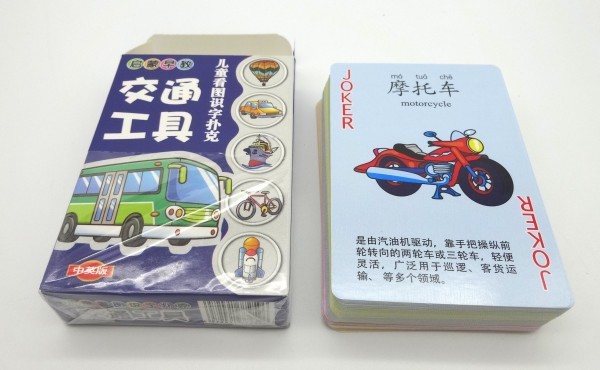 启蒙早教
交通
工具
儿童看图识字扑克
中英版
JOKER
mó tuō chē
摩托车
motorcycle
是由汽油机驱动，靠手把操纵前
轮转向的两轮车或三轮车，轻便
灵活，广泛用于巡逻、客货运
输、等多个领域。
JOKER